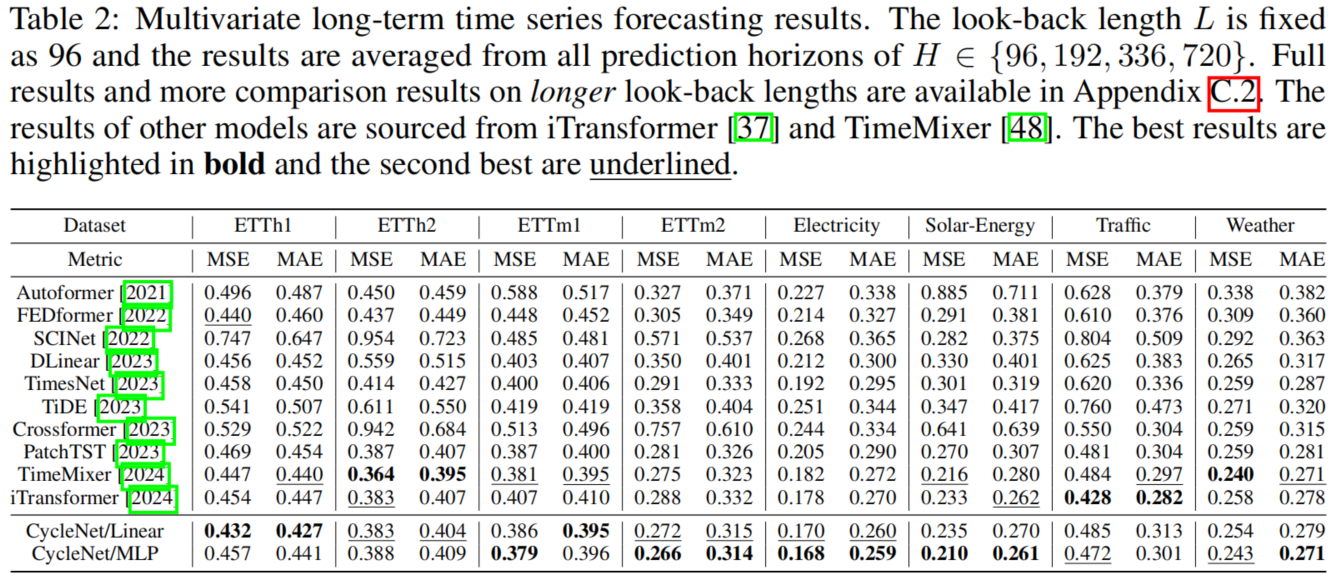 Table 2: Multivariate long-term time series forecasting results. The look-back length L is fixed
as 96 and the results are averaged from all prediction horizons of H ∈ {96, 192, 336, 720}. Full
results and more comparison results on longer look-back lengths are available in Appendix C.2. The
results of other models are sourced from iTransformer [37] and TimeMixer [48]. The best results are
highlighted in bold and the second best are underlined.
Dataset ETTh1 ETTh2 ETTm1 ETTm2 Electricity Solar-Energy Traffic Weather
Metric MSE MAE MSE MAE MSE MAE MSE MAE MSE MAE MSE MAE MSE MAE MSE MAE
Autoformer [2021] 0.496 0.487 0.450 0.459 0.588 0.517 0.327 0.371 0.227 0.338 0.885 0.711 0.628 0.379 0.338 0.382
FEDformer [2022] 0.440 0.460 0.437 0.449 0.448 0.452 0.305 0.349 0.214 0.327 0.291 0.381 0.610 0.376 0.309 0.360
SCINet [2022] 0.747 0.647 0.954 0.723 0.485 0.481 0.571 0.537 0.268 0.365 0.282 0.375 0.804 0.509 0.292 0.363
DLinear [2023] 0.456 0.452 0.559 0.515 0.403 0.407 0.350 0.401 0.212 0.300 0.330 0.401 0.625 0.383 0.265 0.317
TimesNet [2023] 0.458 0.450 0.414 0.427 0.400 0.406 0.291 0.333 0.192 0.295 0.301 0.319 0.620 0.336 0.259 0.287
TiDE [2023] 0.541 0.507 0.611 0.550 0.419 0.419 0.358 0.404 0.251 0.344 0.347 0.417 0.760 0.473 0.271 0.320
Crossformer [2023] 0.529 0.522 0.942 0.684 0.513 0.496 0.757 0.610 0.244 0.334 0.641 0.639 0.550 0.304 0.259 0.315
PatchTST [2023] 0.469 0.454 0.387 0.407 0.387 0.400 0.281 0.326 0.205 0.290 0.270 0.307 0.481 0.304 0.259 0.281
TimeMixer [2024] 0.447 0.440 0.364 0.395 0.381 0.395 0.275 0.323 0.182 0.272 0.216 0.280 0.484 0.297 0.240 0.271
iTransformer [2024] 0.454 0.447 0.383 0.407 0.407 0.410 0.288 0.332 0.178 0.270 0.233 0.262 0.428 0.282 0.258 0.278
CycleNet/Linear 0.432 0.427 0.383 0.404 0.386 0.395 0.272 0.315 0.170 0.260 0.235 0.270 0.485 0.313 0.254 0.279
CycleNet/MLP 0.457 0.441 0.388 0.409 0.379 0.396 0.266 0.314 0.168 0.259 0.210 0.261 0.472 0.301 0.243 0.271